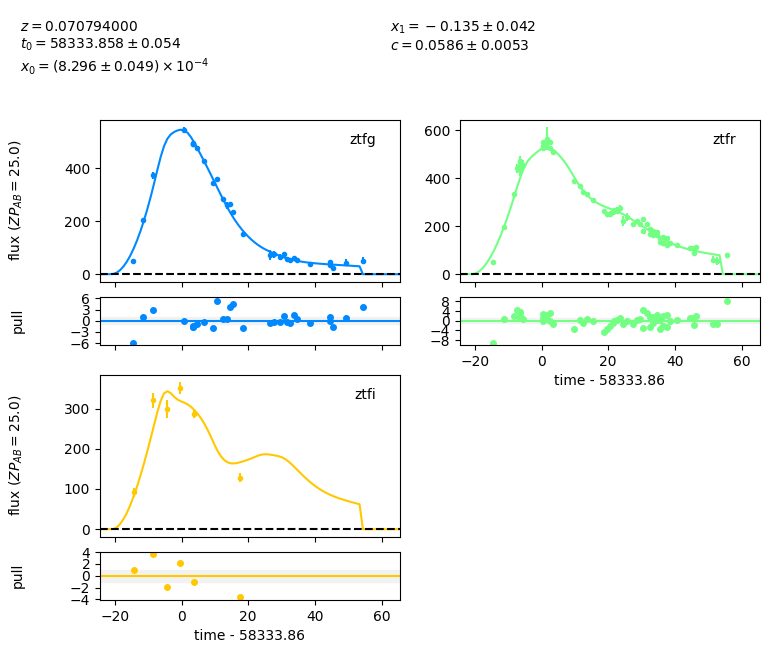 z = 0.070794000
t₀ = 58333.858 ± 0.054
x₀ = (8.296 ± 0.049) × 10⁻⁴
x₁ = −0.135 ± 0.042
c = 0.0586 ± 0.0053
ztfg
flux (ZP_AB = 25.0)
400
200
0
pull
6
3
0
−3
−6
ztfr
600
400
200
0
8
4
0
−4
−8
−20 0 20 40 60
time - 58333.86
ztfi
flux (ZP_AB = 25.0)
300
200
100
0
pull
4
2
0
−2
−4
−20 0 20 40 60
time - 58333.86